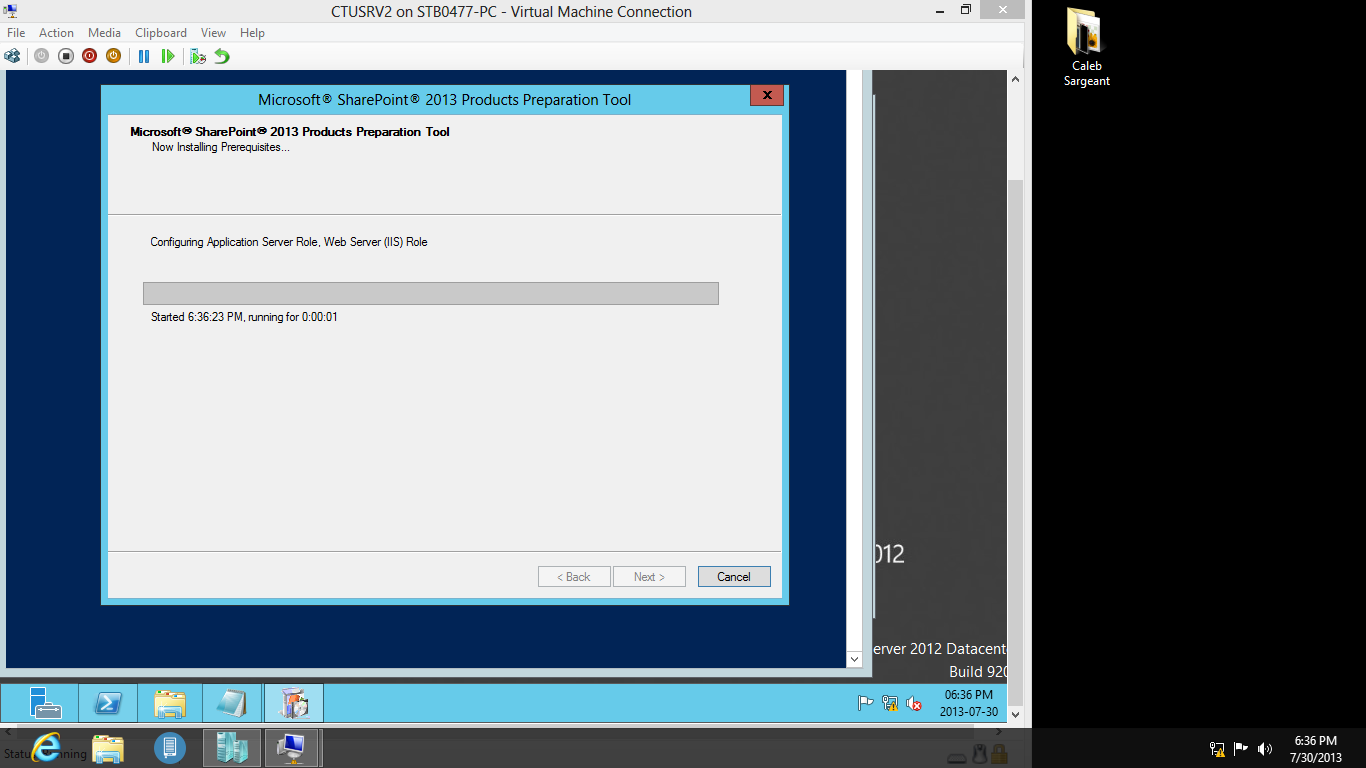 CTUSRV2 on STB0477-PC - Virtual Machine Connection
File Action Media Clipboard View Help
Caleb
Sargeant
Microsoft® SharePoint® 2013 Products Preparation Tool
X
Microsoft® SharePoint® 2013 Products Preparation Tool
Now Installing Prerequisites...
Configuring Application Server Role, Web Server (IIS) Role
Started 6:36:23 PM, running for 0:00:01
012
< Back Next > Cancel
erver 2012 Datacent
Build 920
06:36 PM
2013-07-30
6:36 PM
7/30/2013